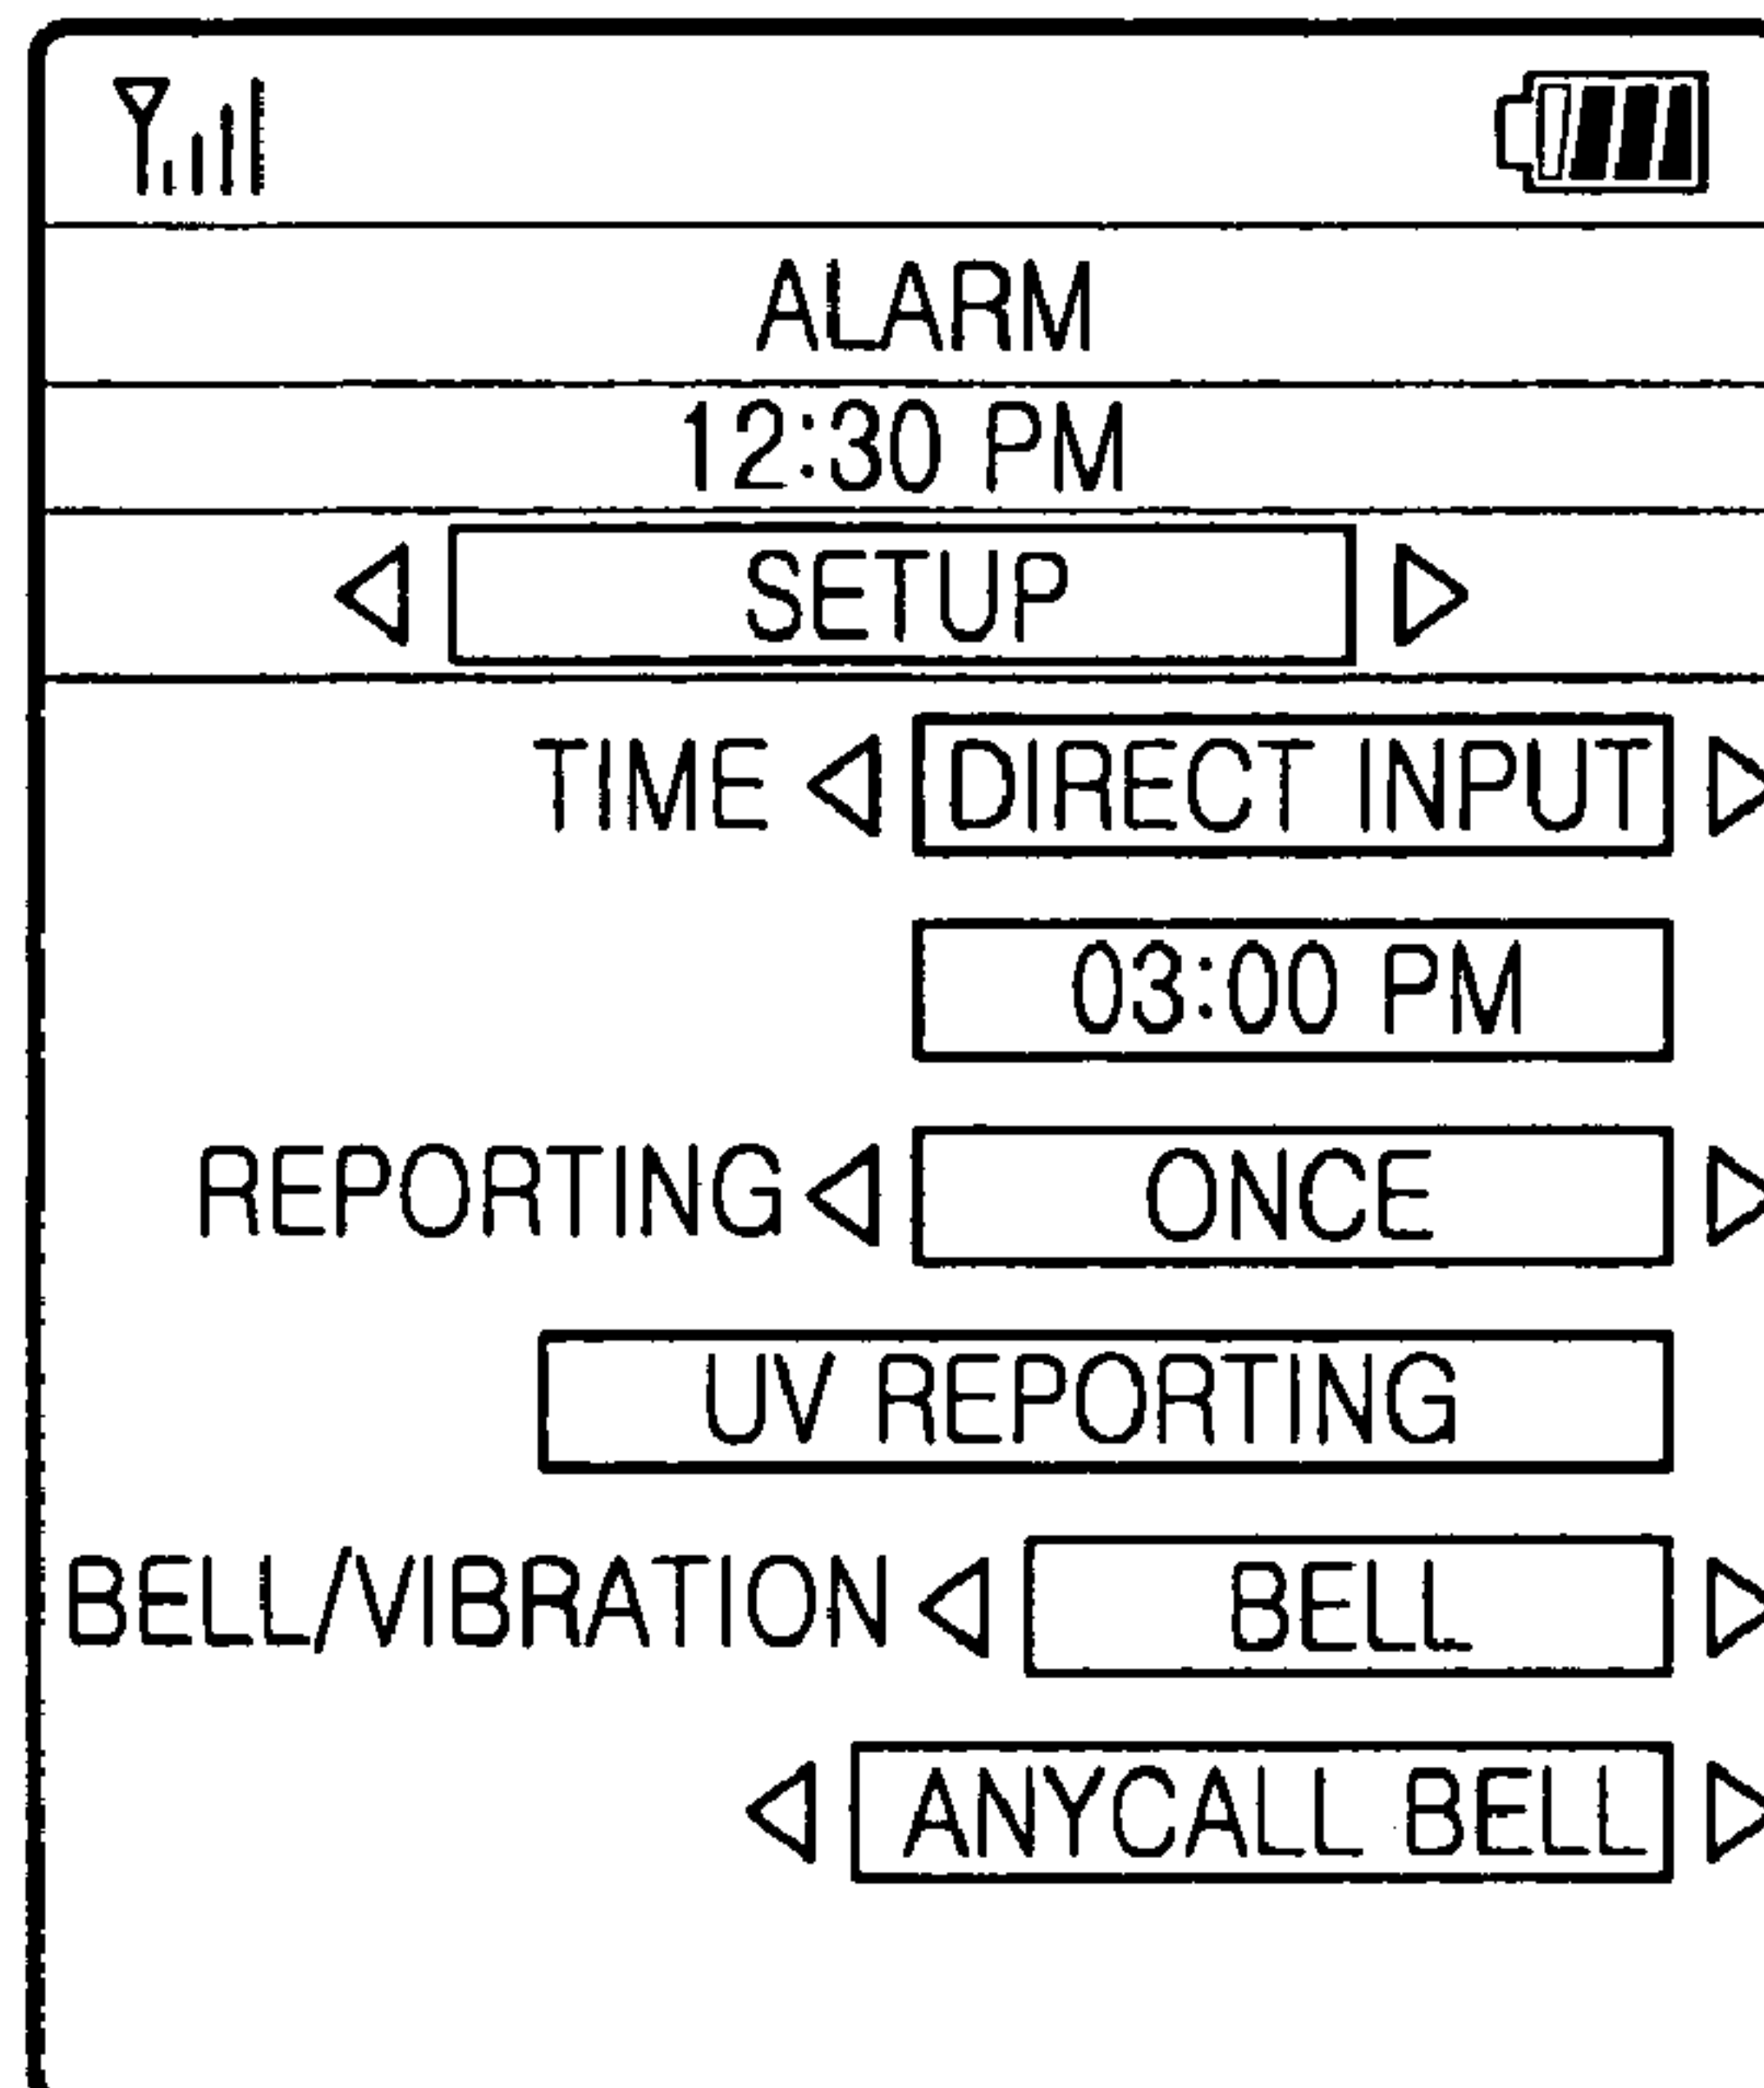 ALARM
12:30 PM
SETUP
TIME DIRECT INPUT
03:00 PM
REPORTING ONCE
UV REPORTING
BELL/VIBRATION BELL
ANYCALL BELL